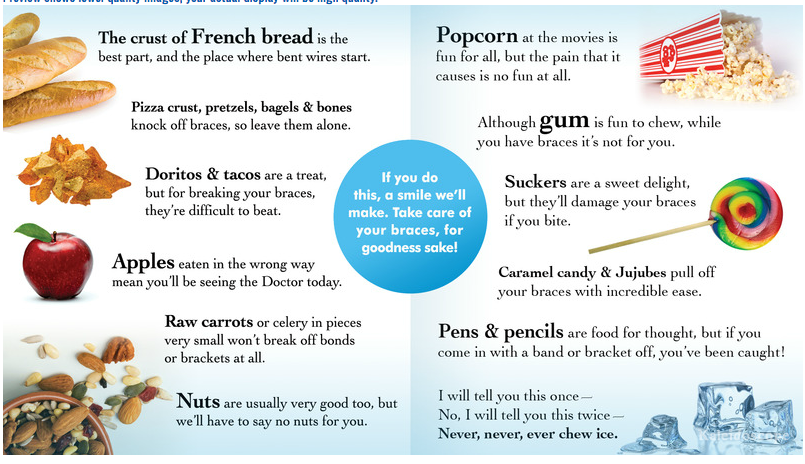 Preview shows lower quality images, your actual display will be high quality.
The crust of French bread is the
best part, and the place where bent wires start.
Pizza crust, pretzels, bagels & bones
knock off braces, so leave them alone.
Doritos & tacos are a treat,
but for breaking your braces,
they're difficult to beat.
Apples eaten in the wrong way
mean you'll be seeing the Doctor today.
Raw carrots or celery in pieces
very small won't break off bonds
or brackets at all.
Nuts are usually very good too, but
we'll have to say no nuts for you.
If you do
this, a smile we'll
make. Take care of
your braces, for
goodness sake!
Popcorn at the movies is
fun for all, but the pain that it
causes is no fun at all.
Although gum is fun to chew, while
you have braces it's not for you.
Suckers are a sweet delight,
but they'll damage your braces
if you bite.
Caramel candy & Jujubes pull off
your braces with incredible ease.
Pens & pencils are food for thought, but if you
come in with a band or bracket off, you've been caught!
I will tell you this once—
No, I will tell you this twice—
Never, never, ever chew ice.